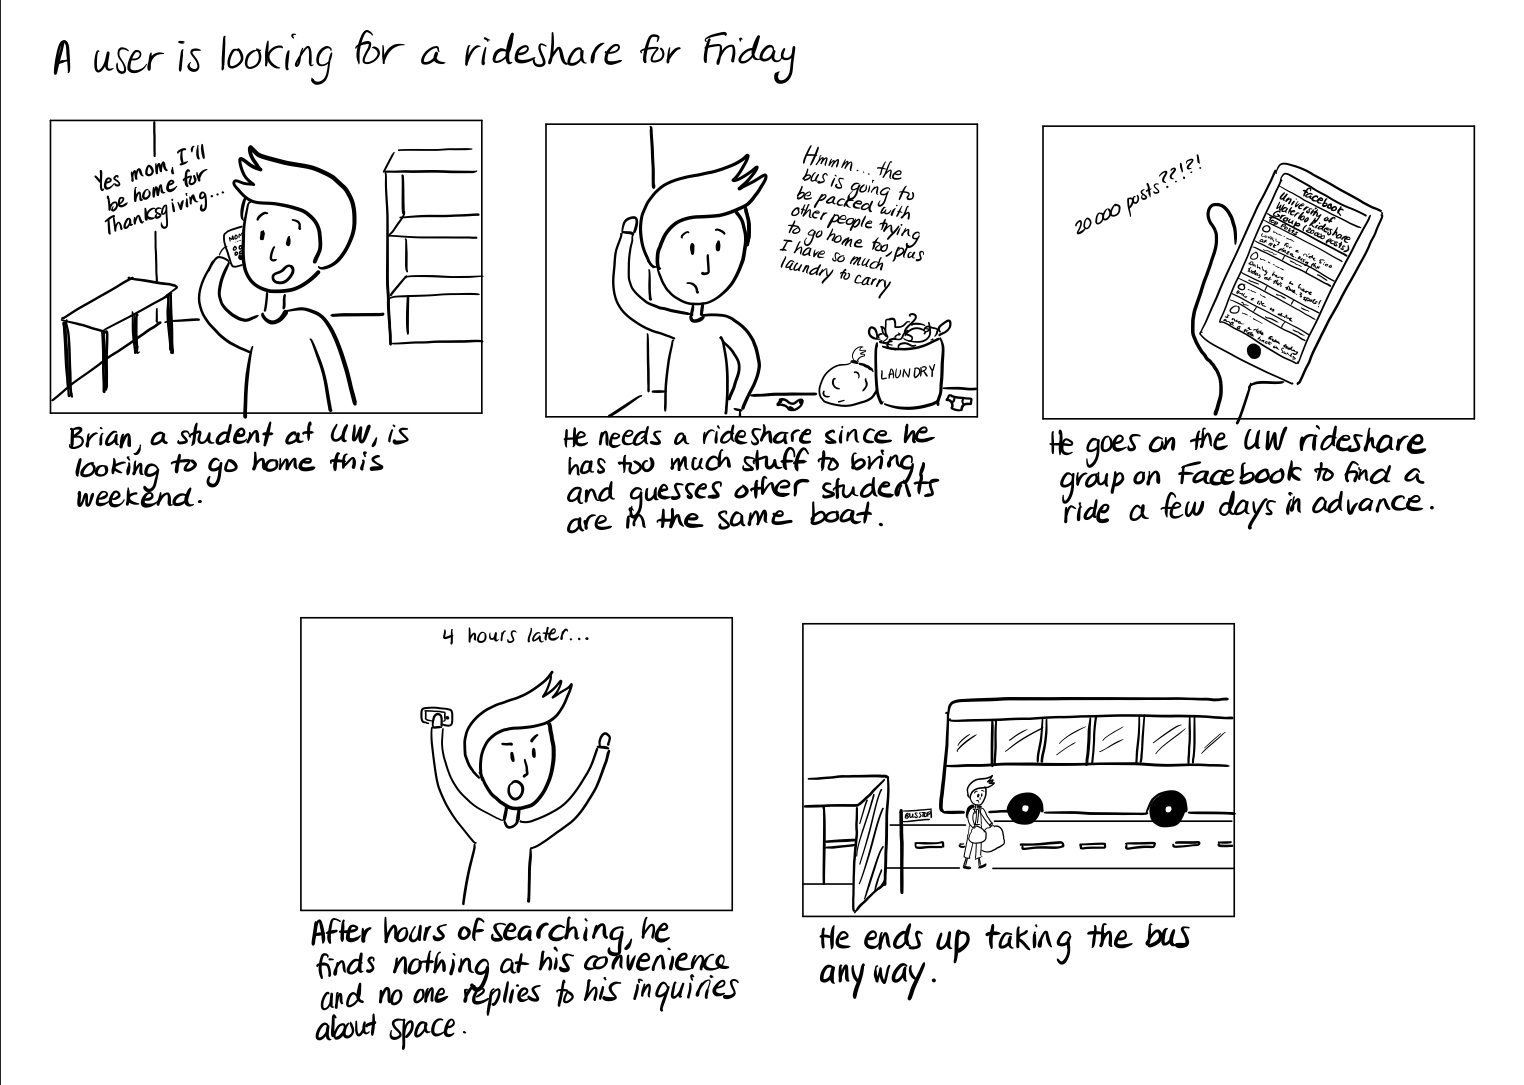 A user is looking for a rideshare for Friday
Yes mom, I'll
be home for
Thanksgiving...
MOM
Brian, a student at UW, is
looking to go home this
weekend.
Hmmm... the
bus is going to
be packed with
other people trying
to go home too, plus
I have so much
laundry to carry
LAUNDRY
He needs a rideshare since he
has too much stuff to bring,
and guesses other students
are in the same boat.
20 000 posts??!?!
facebook
University of
Waterloo Rideshare
Group (20000 posts)
He goes on the UW rideshare
group on Facebook to find a
ride a few days in advance.
4 hours later...
After hours of searching, he
finds nothing at his convenience
and no one replies to his inquiries
about space.
BUS STOP
He ends up taking the bus
any way.